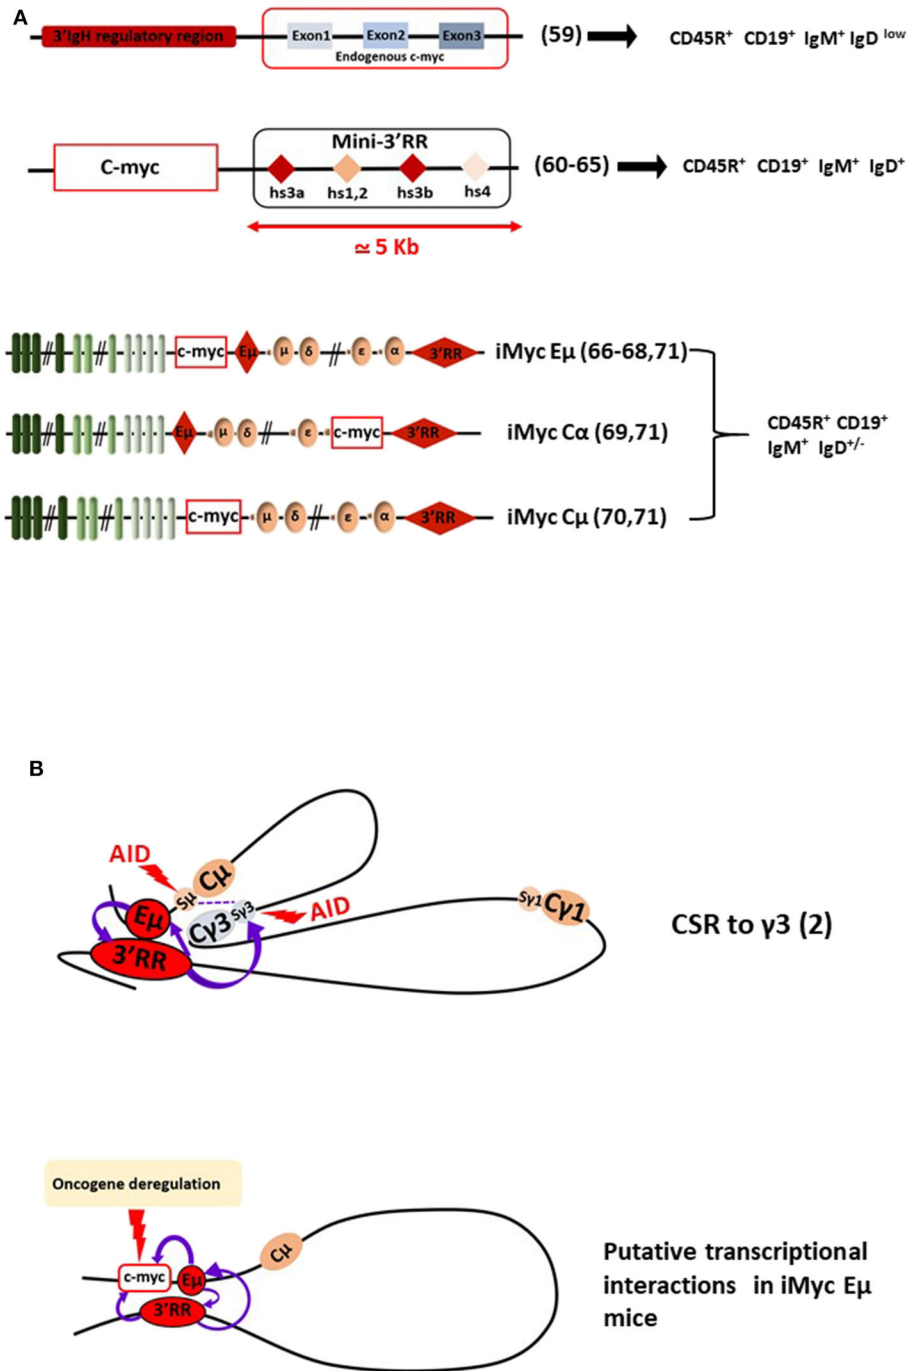 A
3'IgH regulatory region Exon1 Exon2 Exon3 (59) CD45R+ CD19+ IgM+ IgD low
Endogenous c-myc
Mini-3'RR
C-myc (60-65) CD45R+ CD19+ IgM+ IgD+
hs3a hs1,2 hs3b hs4
≃ 5 Kb
c-myc Eμ μ δ ε α 3'RR iMyc Eμ (66-68,71)
Eμ μ δ ε c-myc 3'RR iMyc Cα (69,71)
CD45R+ CD19+
IgM+ IgD+/-
c-myc μ δ ε α 3'RR iMyc Cμ (70,71)
B
AID
Sμ Cμ
Sγ1 Cγ1
Eμ Cγ3 Sγ3 AID
CSR to γ3 (2)
3'RR
Oncogene deregulation
Cμ
c-myc Eμ
3'RR
Putative transcriptional
interactions in iMyc Eμ
mice